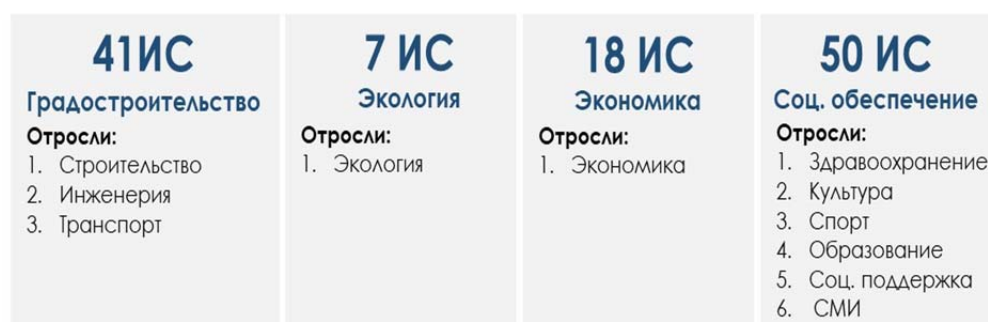 41ИС
Градостроительство
Отросли:
1. Строительство
2. Инженерия
3. Транспорт
7 ИС
Экология
Отросли:
1. Экология
18 ИС
Экономика
Отросли:
1. Экономика
50 ИС
Соц. обеспечение
Отросли:
1. Здравоохранение
2. Культура
3. Спорт
4. Образование
5. Соц. поддержка
6. СМИ